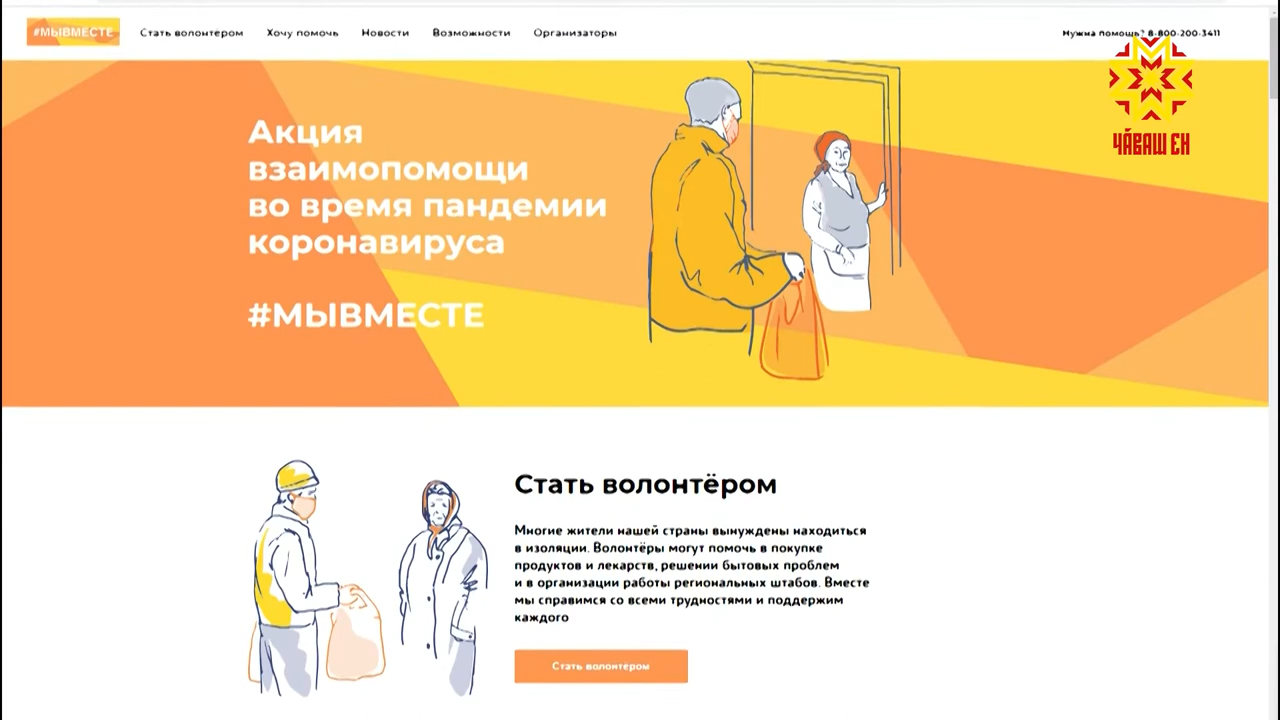 #МЫВМЕСТЕ
Стать волонтером
Хочу помочь
Новости
Возможности
Организаторы
Нужна помощь? 8-800-200-3411
ЧӐВАШ ЕН
Акция
взаимопомощи
во время пандемии
коронавируса
#МЫВМЕСТЕ
Стать волонтёром
Многие жители нашей страны вынуждены находиться
в изоляции. Волонтёры могут помочь в покупке
продуктов и лекарств, решении бытовых проблем
и в организации работы региональных штабов. Вместе
мы справимся со всеми трудностями и поддержим
каждого
Стать волонтером